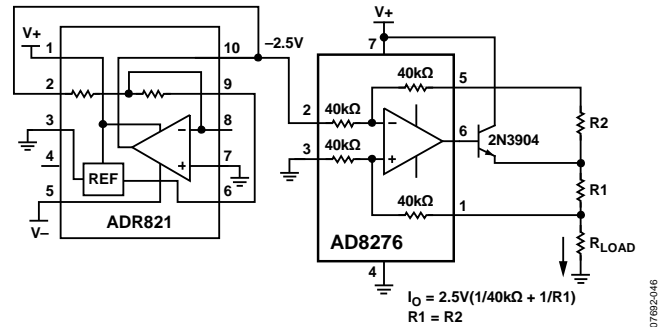 V+
1
10
–2.5V
2
9
3
8
4
7
5
REF
6
V–
ADR821
V+
7
40kΩ
5
2
40kΩ
–
3
40kΩ
+
6
2N3904
R2
40kΩ
1
R1
AD8276
RLOAD
4
IO = 2.5V(1/40kΩ + 1/R1)
R1 = R2
–
+
07692-046